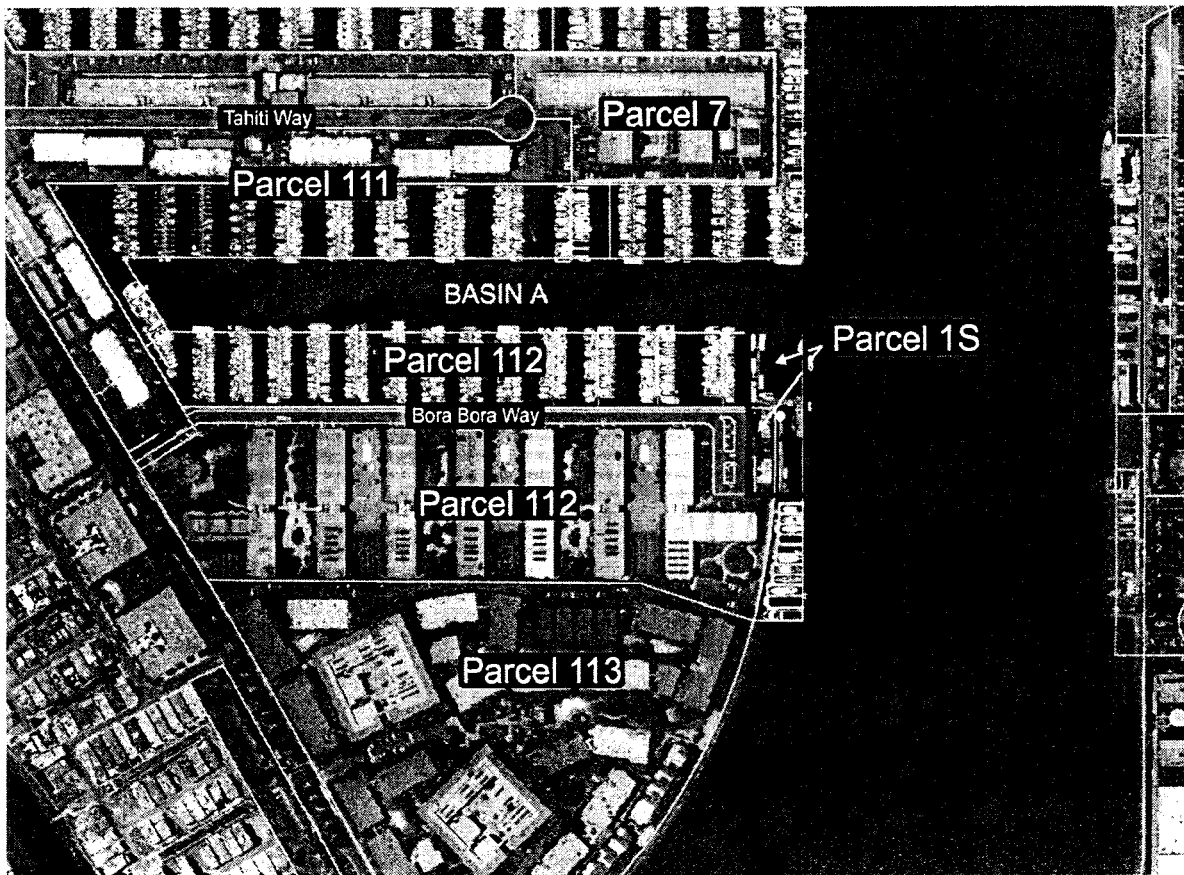 Parcel 7
Tahiti Way
Parcel 111
BASIN A
Parcel 1S
Parcel 112
Bora Bora Way
Parcel 112
Parcel 113